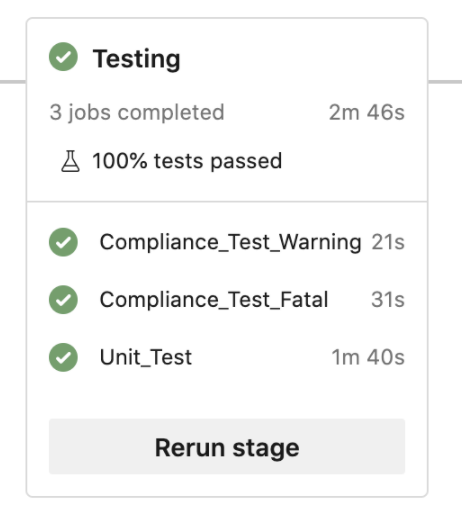 Testing
3 jobs completed 2m 46s
100% tests passed
Compliance_Test_Warning 21s
Compliance_Test_Fatal 31s
Unit_Test 1m 40s
Rerun stage